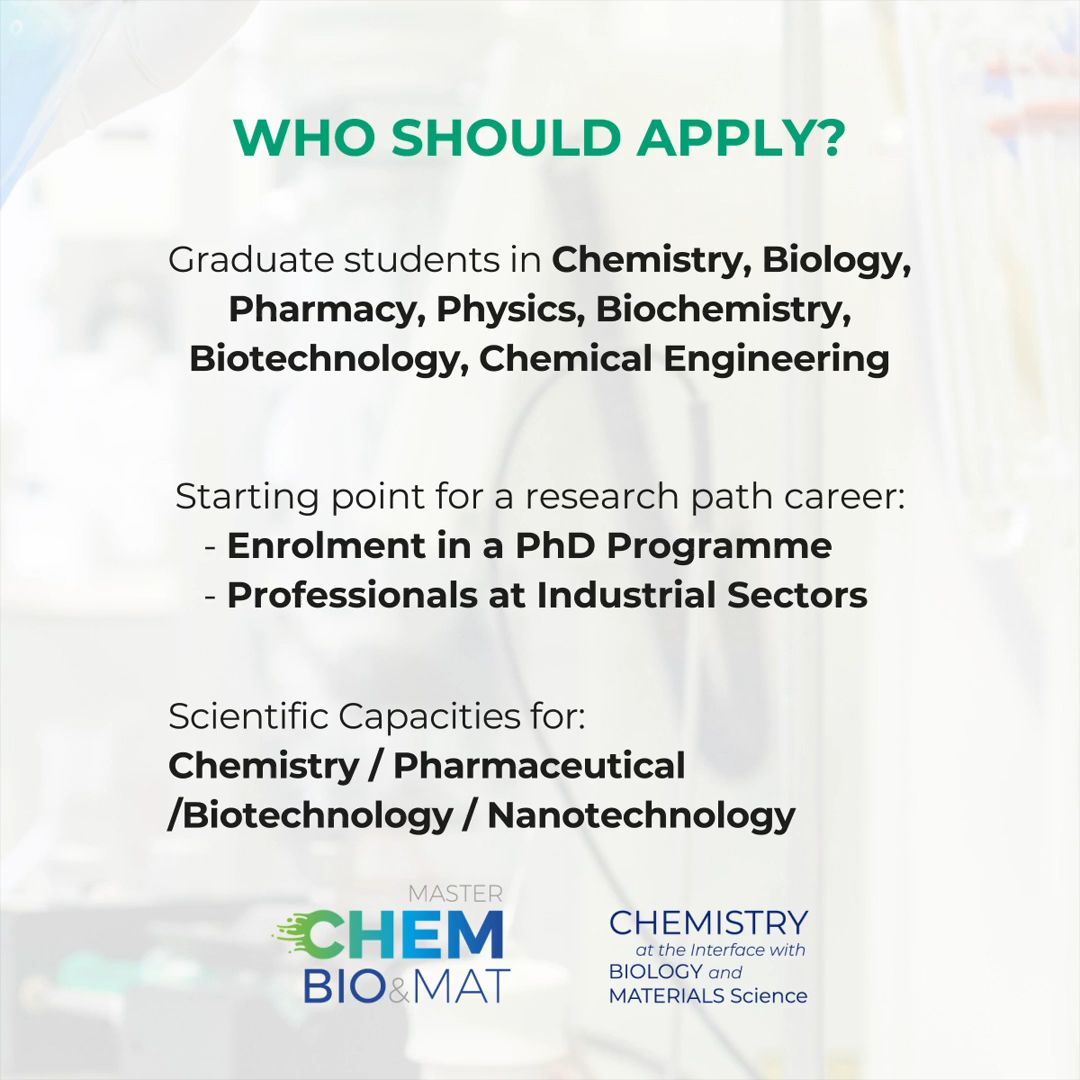 WHO SHOULD APPLY?
Graduate students in Chemistry, Biology,
Pharmacy, Physics, Biochemistry,
Biotechnology, Chemical Engineering
Starting point for a research path career:
- Enrolment in a PhD Programme
- Professionals at Industrial Sectors
Scientific Capacities for:
Chemistry / Pharmaceutical
/Biotechnology / Nanotechnology
MASTER
CHEM
BIO&MAT
CHEMISTRY
at the Interface with
BIOLOGY and
MATERIALS Science